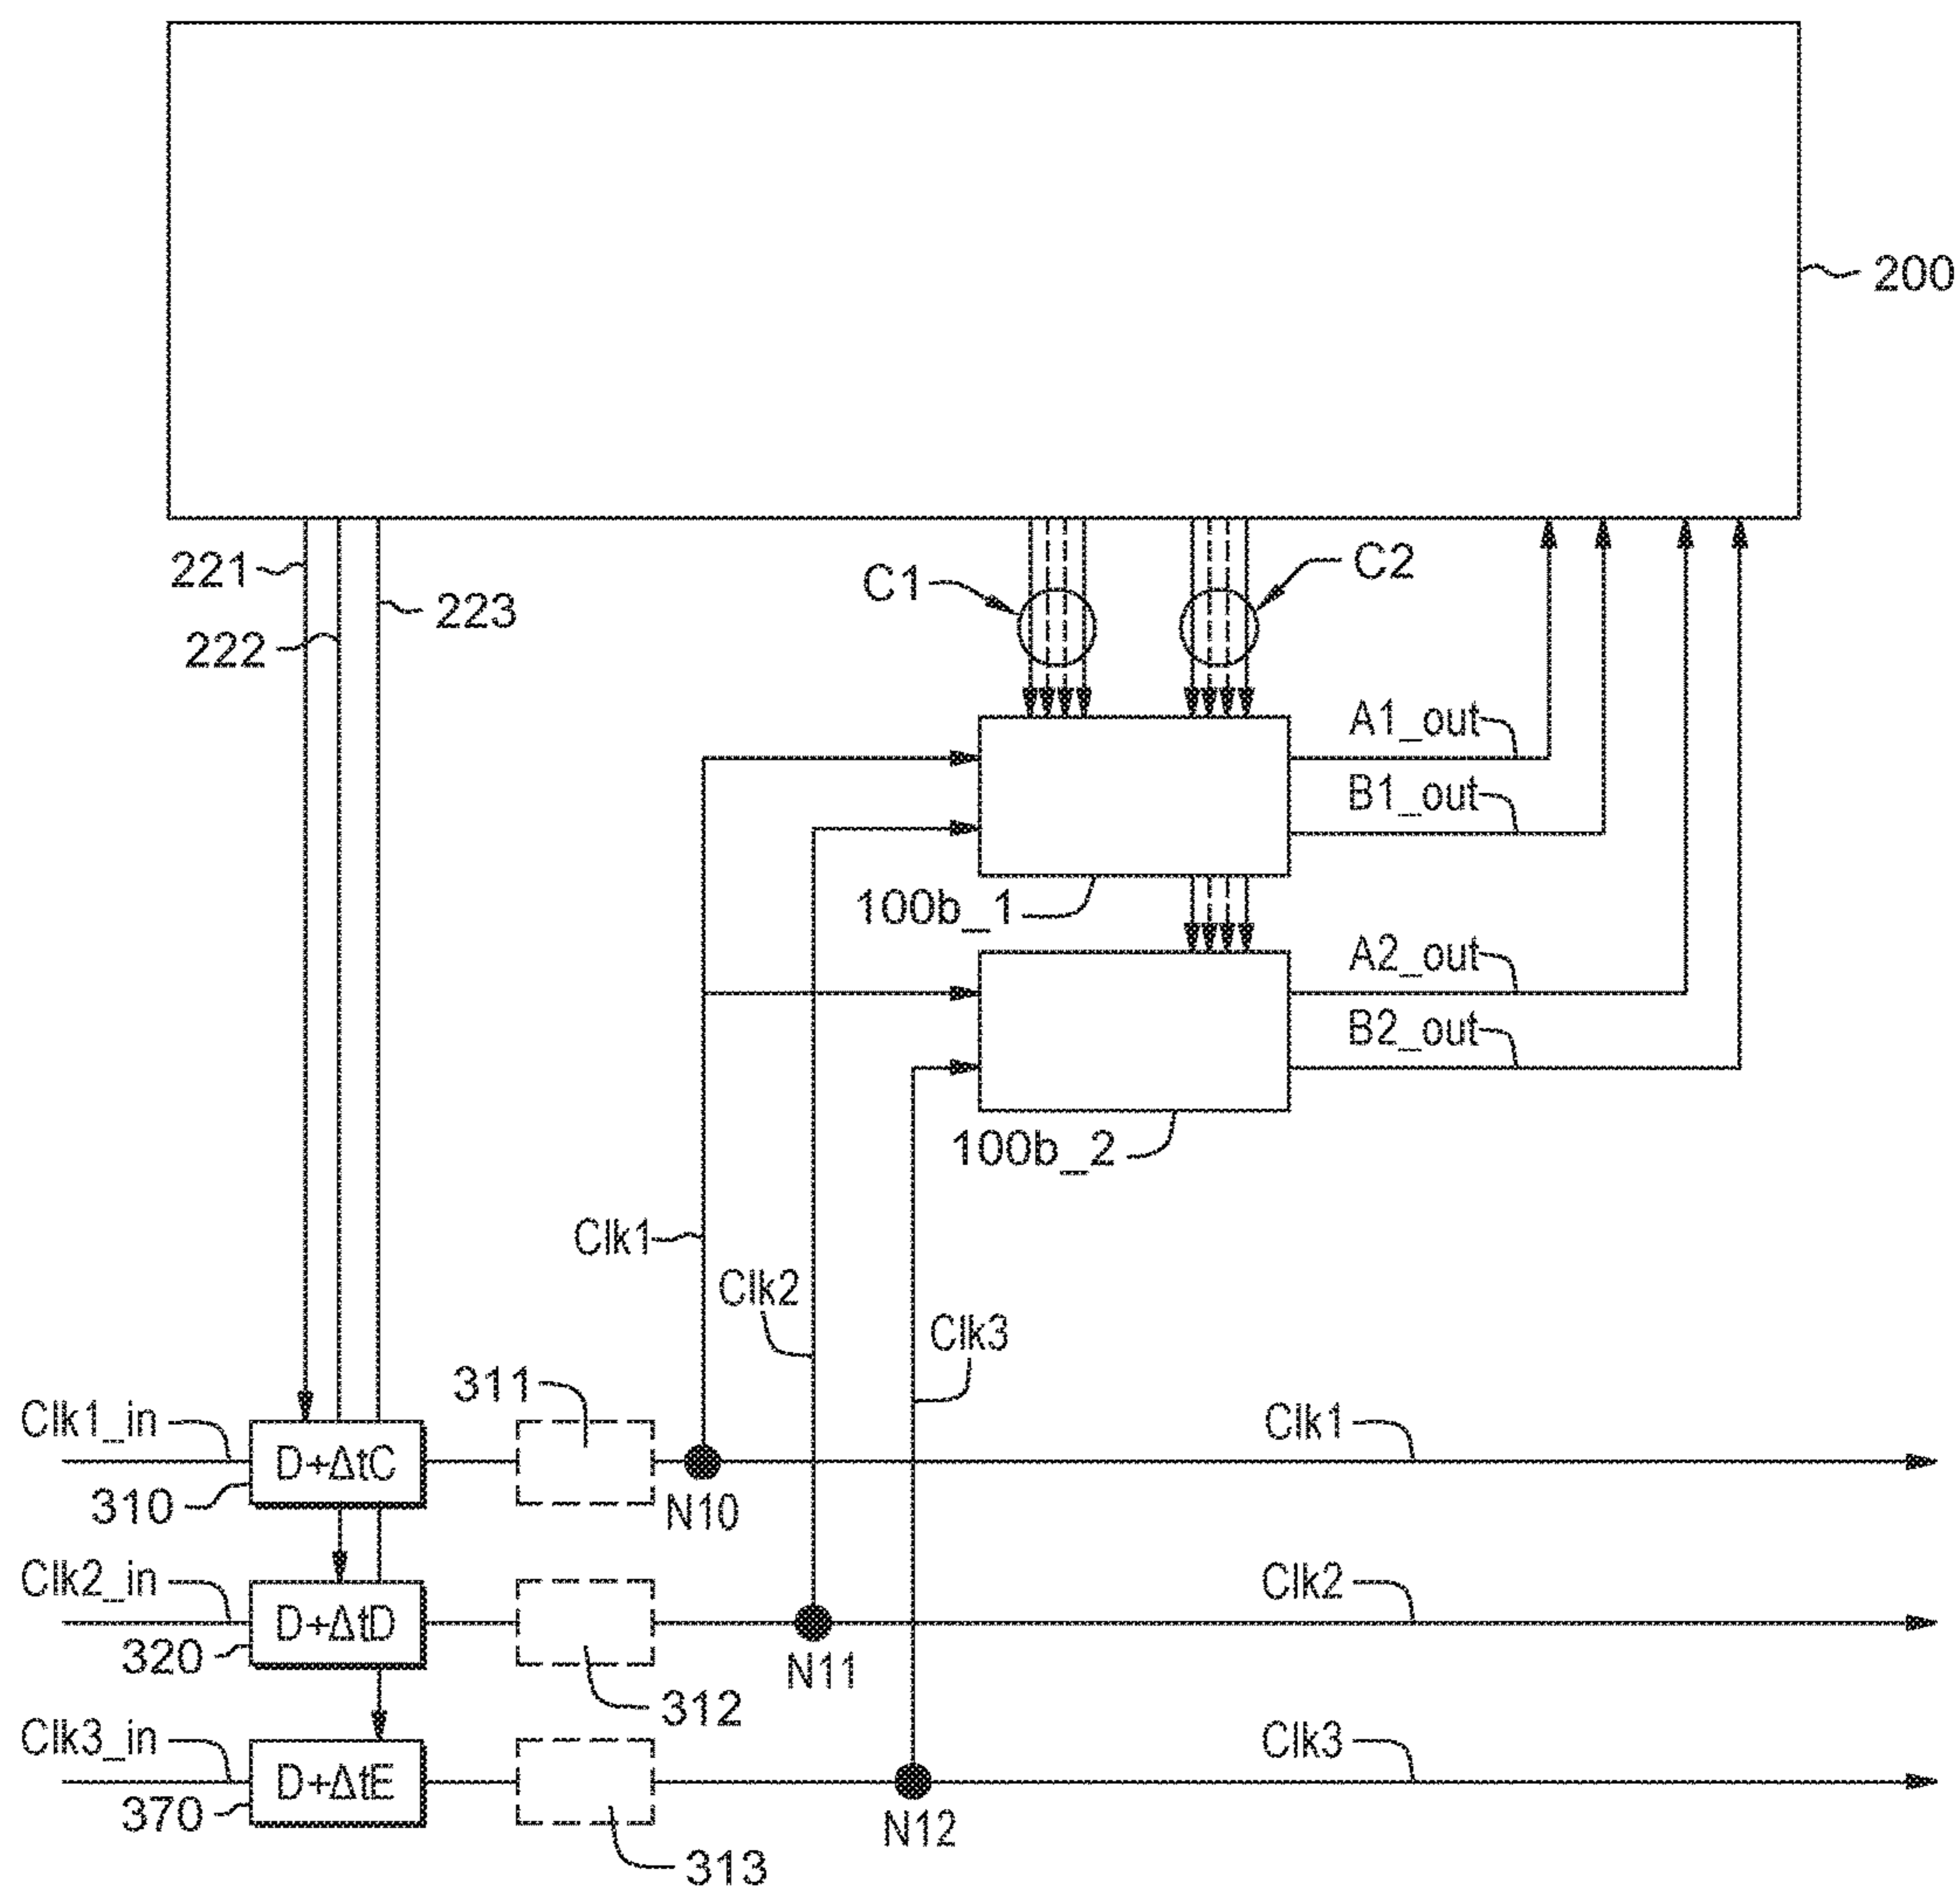 200
221
222
223
C1
C2
A1_out
B1_out
100b_1
A2_out
B2_out
100b_2
Clk1
Clk2
Clk3
311
Clk1_in
D+ΔtC
310
N10
Clk1
Clk2_in
D+ΔtD
320
312
N11
Clk2
Clk3_in
D+ΔtE
370
313
N12
Clk3